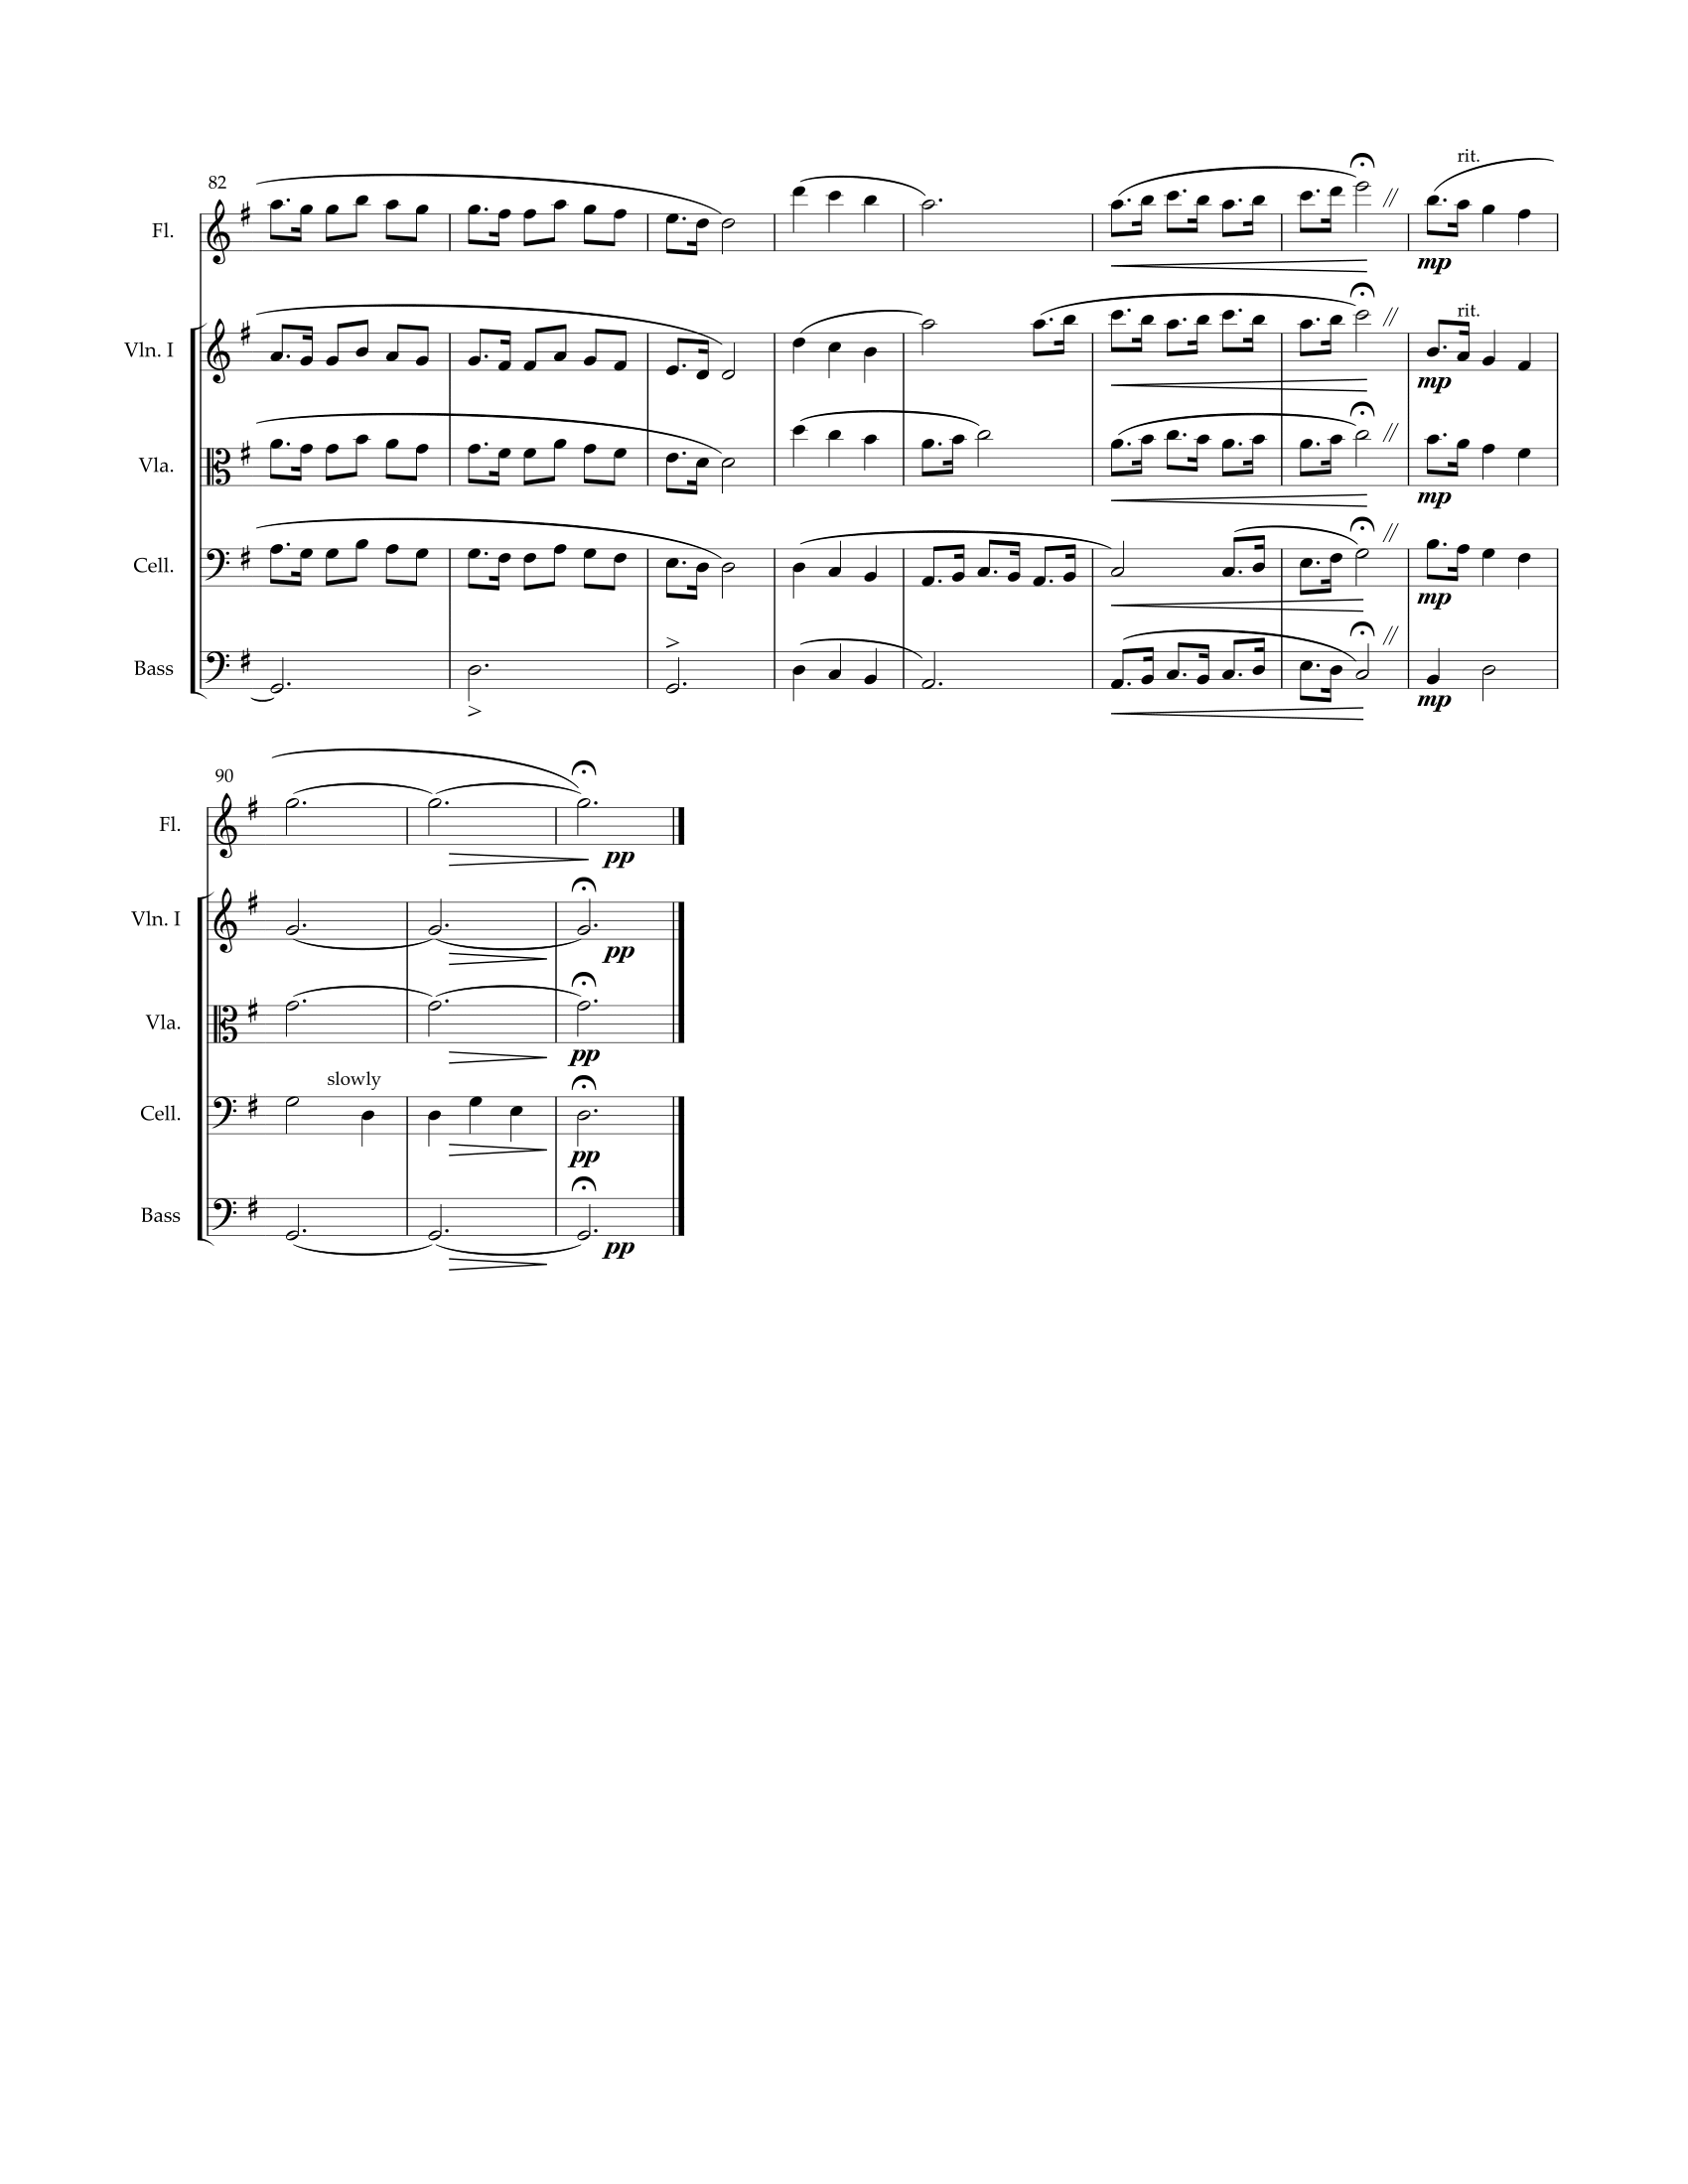 rit.
82
Fl.
mp
rit.
Vln. I
mp
Vla.
mp
Cell.
mp
Bass
mp
90
Fl.
pp
Vln. I
pp
Vla.
pp
slowly
Cell.
pp
Bass
pp